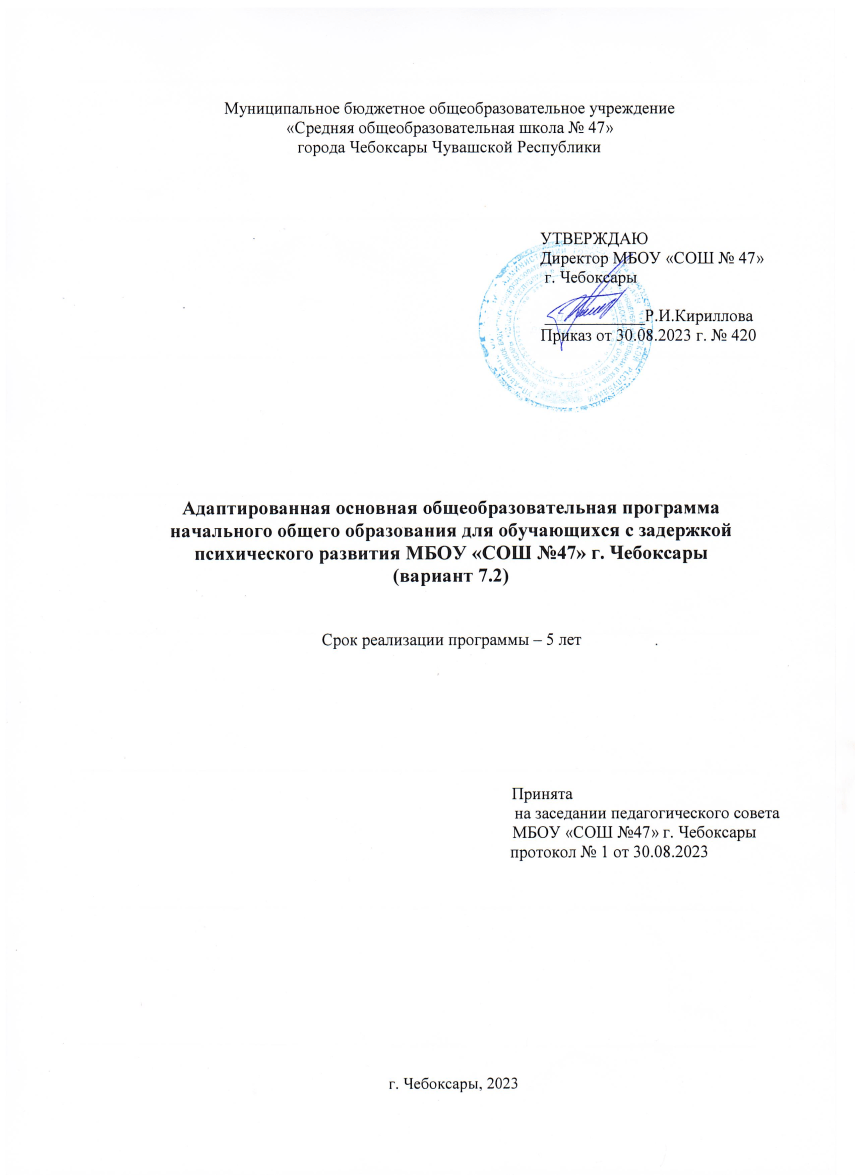 Муниципальное бюджетное общеобразовательное учреждение
«Средняя общеобразовательная школа № 47»
города Чебоксары Чувашской Республики
УТВЕРЖДАЮ
Директор МБОУ «СОШ № 47»
г. Чебоксары
____________Р.И.Кириллова
Приказ от 30.08.2023 г. № 420
Адаптированная основная общеобразовательная программа
начального общего образования для обучающихся с задержкой
психического развития МБОУ «СОШ №47» г. Чебоксары
(вариант 7.2)
Срок реализации программы – 5 лет .
Принята
на заседании педагогического совета
МБОУ «СОШ №47» г. Чебоксары
протокол № 1 от 30.08.2023
г. Чебоксары, 2023